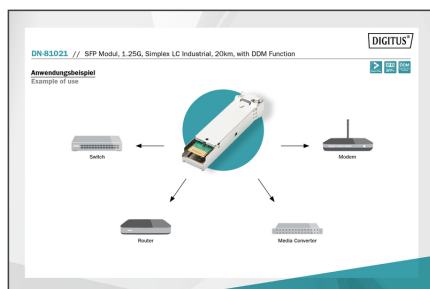 DIGITUS®
DN-81021 // SFP Modul, 1.25G, Simplex LC Industrial, 20km, with DDM Function
Anwendungsbeispiel
Example of use
DDM
Switch
Modem
Router
Media Converter